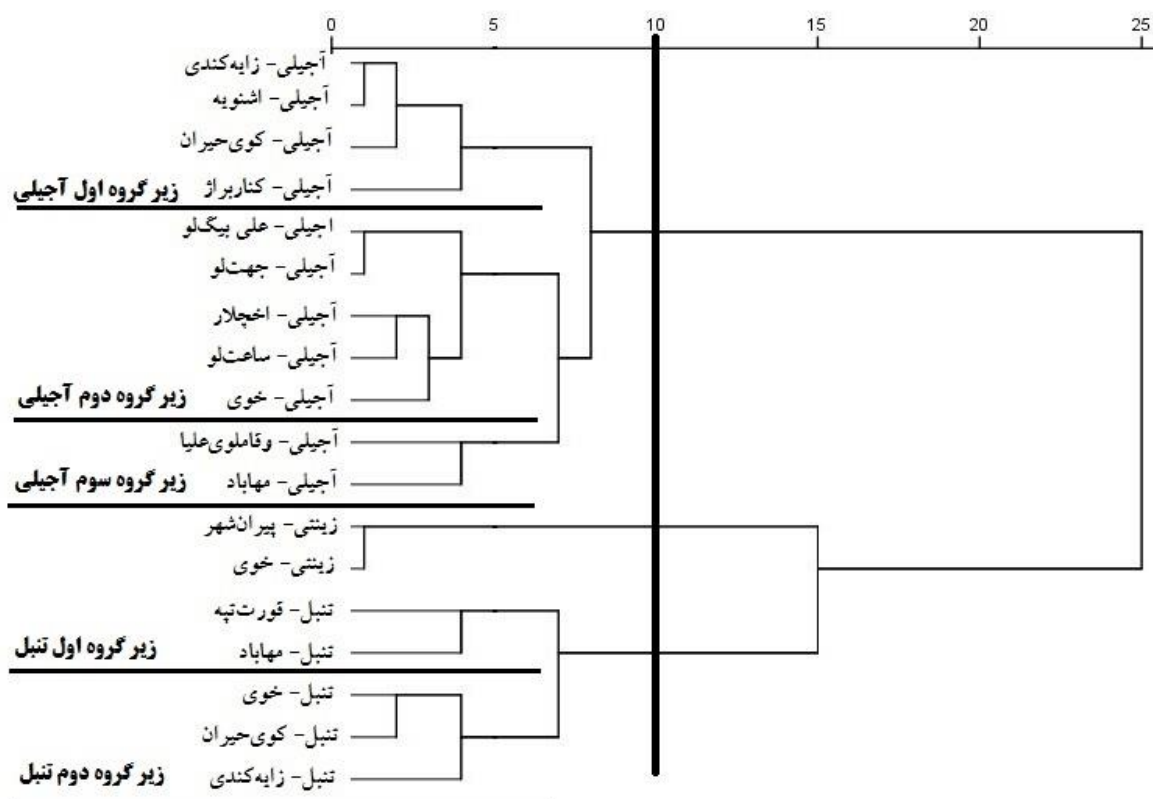 0 5 10 15 20 25
آجیلی- زایه‌کندی
آجیلی- اشنویه
آجیلی- کوی‌حیران
آجیلی- کناربراژ
زیر گروه اول آجیلی
اجیلی- علی بیگ‌لو
آجیلی- جهت‌لو
آجیلی- اخچلار
آجیلی- ساعت‌لو
آجیلی- خوی
زیر گروه دوم آجیلی
آجیلی- وقاملوی‌علیا
آجیلی- مهاباد
زیر گروه سوم آجیلی
زینتی- پیران‌شهر
زینتی- خوی
تنبل- قورت‌تپه
تنبل- مهاباد
زیر گروه اول تنبل
تنبل- خوی
تنبل- کوی‌حیران
تنبل- زایه‌کندی
زیر گروه دوم تنبل